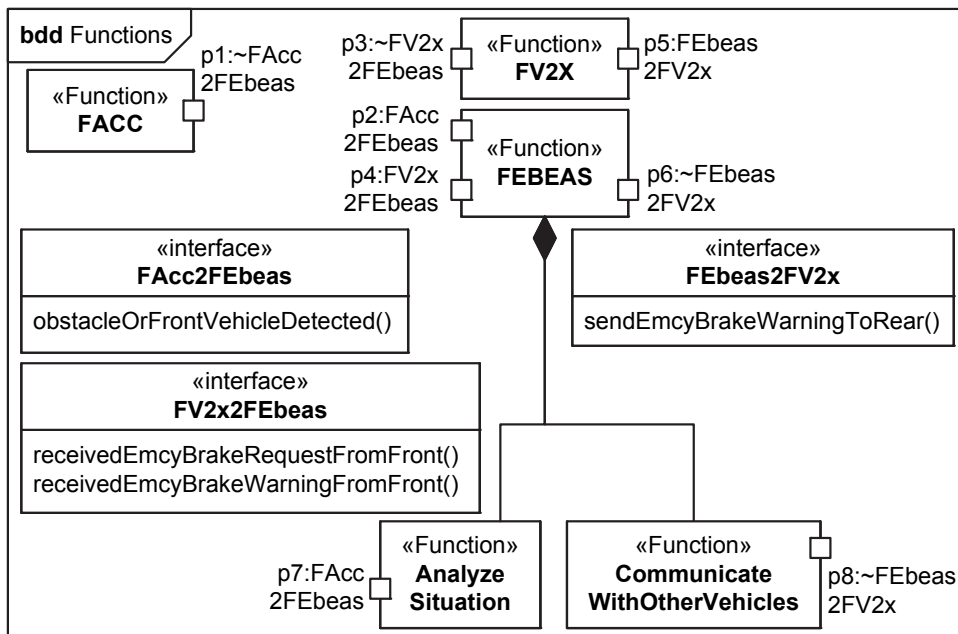 bdd Functions
p1:~FAcc
2FEbeas
«Function»
FACC
p3:~FV2x
2FEbeas
«Function»
FV2X
p5:FEbeas
2FV2x
p2:FAcc
2FEbeas
p4:FV2x
2FEbeas
«Function»
FEBEAS
p6:~FEbeas
2FV2x
«interface»
FAcc2FEbeas
obstacleOrFrontVehicleDetected()
«interface»
FEbeas2FV2x
sendEmcyBrakeWarningToRear()
«interface»
FV2x2FEbeas
receivedEmcyBrakeRequestFromFront()
receivedEmcyBrakeWarningFromFront()
p7:FAcc
2FEbeas
«Function»
Analyze
Situation
«Function»
Communicate
WithOtherVehicles
p8:~FEbeas
2FV2x